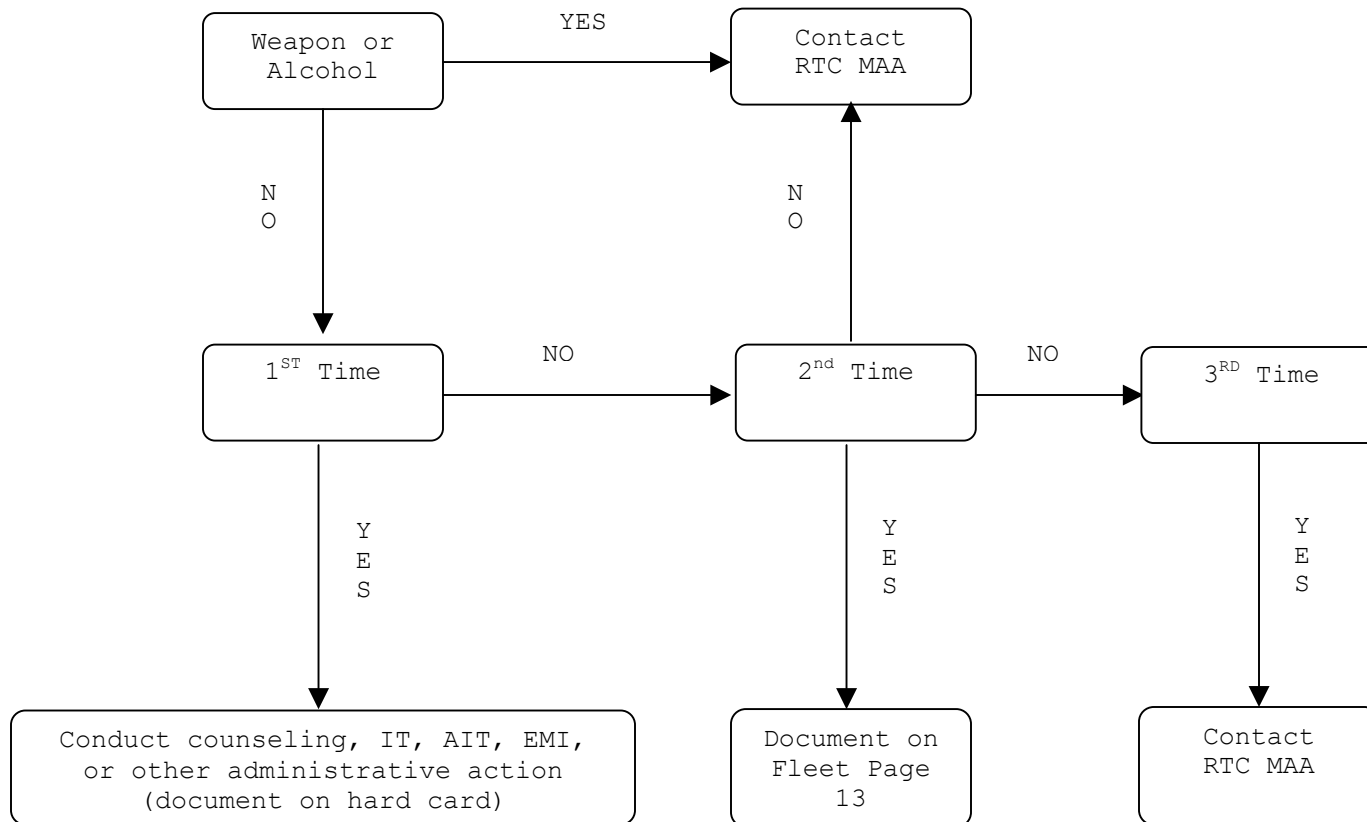 Weapon or
Alcohol
YES
Contact
RTC MAA
N
O
N
O
1ST Time
NO
2nd Time
NO
3RD Time
Y
E
S
Y
E
S
Y
E
S
Conduct counseling, IT, AIT, EMI,
or other administrative action
(document on hard card)
Document on
Fleet Page
13
Contact
RTC MAA